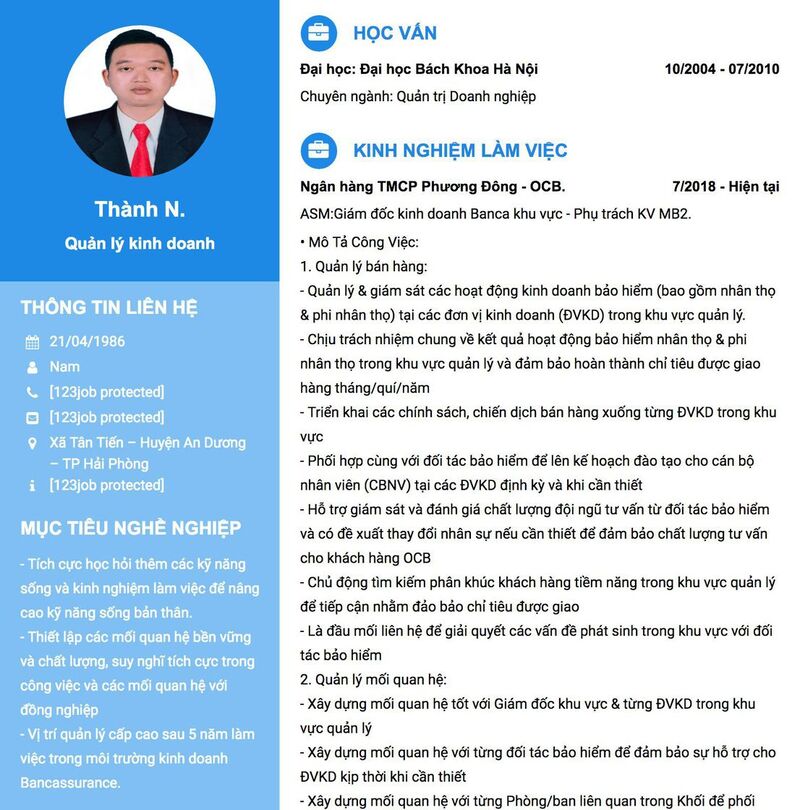 Thành N.
Quản lý kinh doanh
THÔNG TIN LIÊN HỆ
21/04/1986
Nam
[123job protected]
[123job protected]
Xã Tân Tiến – Huyện An Dương
– TP Hải Phòng
[123job protected]
MỤC TIÊU NGHỀ NGHIỆP
- Tích cực học hỏi thêm các kỹ năng
sống và kinh nghiệm làm việc để nâng
cao kỹ năng sống bản thân.
- Thiết lập các mối quan hệ bền vững
và chất lượng, suy nghĩ tích cực trong
công việc và các mối quan hệ với
đồng nghiệp
- Vị trí quản lý cấp cao sau 5 năm làm
việc trong môi trường kinh doanh
Bancassurance.
HỌC VẤN
Đại học: Đại học Bách Khoa Hà Nội 10/2004 - 07/2010
Chuyên ngành: Quản trị Doanh nghiệp
KINH NGHIỆM LÀM VIỆC
Ngân hàng TMCP Phương Đông - OCB. 7/2018 - Hiện tại
ASM:Giám đốc kinh doanh Banca khu vực - Phụ trách KV MB2.
• Mô Tả Công Việc:
1. Quản lý bán hàng:
- Quản lý & giám sát các hoạt động kinh doanh bảo hiểm (bao gồm nhân thọ
& phi nhân thọ) tại các đơn vị kinh doanh (ĐVKD) trong khu vực quản lý.
- Chịu trách nhiệm chung về kết quả hoạt động bảo hiểm nhân thọ & phi
nhân thọ trong khu vực quản lý và đảm bảo hoàn thành chỉ tiêu được giao
hàng tháng/quí/năm
- Triển khai các chính sách, chiến dịch bán hàng xuống từng ĐVKD trong khu
vực
- Phối hợp cùng với đối tác bảo hiểm để lên kế hoạch đào tạo cho cán bộ
nhân viên (CBNV) tại các ĐVKD định kỳ và khi cần thiết
- Hỗ trợ giám sát và đánh giá chất lượng đội ngũ tư vấn từ đối tác bảo hiểm
và có đề xuất thay đổi nhân sự nếu cần thiết để đảm bảo chất lượng tư vấn
cho khách hàng OCB
- Chủ động tìm kiếm phân khúc khách hàng tiềm năng trong khu vực quản lý
để tiếp cận nhằm đảo bảo chỉ tiêu được giao
- Là đầu mối liên hệ để giải quyết các vấn đề phát sinh trong khu vực với đối
tác bảo hiểm
2. Quản lý mối quan hệ:
- Xây dựng mối quan hệ tốt với Giám đốc khu vực & từng ĐVKD trong khu
vực quản lý
- Xây dựng mối quan hệ với từng đối tác bảo hiểm để đảm bảo sự hỗ trợ cho
ĐVKD kịp thời khi cần thiết
- Xây dựng mối quan hệ với từng Phòng/ban liên quan trong Khối để phối